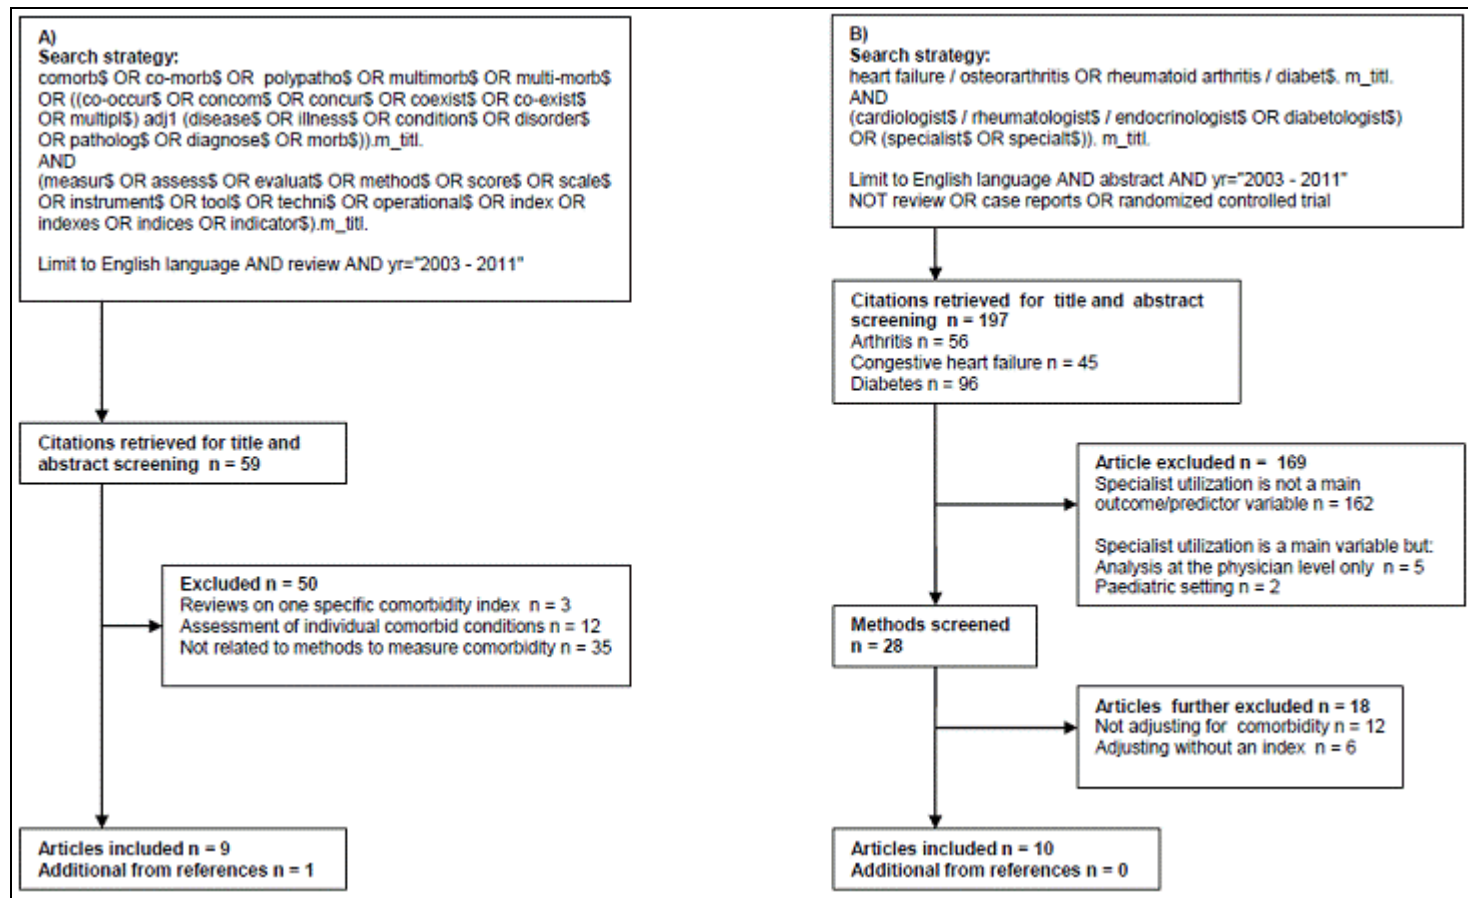 A)
Search strategy:
comorb$ OR co-morb$ OR polypatho$ OR multimorb$ OR multi-morb$
OR ((co-occur$ OR concom$ OR concur$ OR coexist$ OR co-exist$
OR multipl$) adj1 (disease$ OR illness$ OR condition$ OR disorder$
OR patholog$ OR diagnose$ OR morb$)).m_titl.
AND
(measur$ OR assess$ OR evaluat$ OR method$ OR score$ OR scale$
OR instrument$ OR tool$ OR techni$ OR operational$ OR index OR
indexes OR indices OR indicator$).m_titl.
Limit to English language AND review AND yr="2003 - 2011"
Citations retrieved for title and
abstract screening n = 59
Excluded n = 50
Reviews on one specific comorbidity index n = 3
Assessment of individual comorbid conditions n = 12
Not related to methods to measure comorbidity n = 35
Articles included n = 9
Additional from references n = 1
B)
Search strategy:
heart failure / osteorarthritis OR rheumatoid arthritis / diabet$. m_titl.
AND
(cardiologist$ / rheumatologist$ / endocrinologist$ OR diabetologist$)
OR (specialist$ OR specialt$)). m_titl.
Limit to English language AND abstract AND yr="2003 - 2011"
NOT review OR case reports OR randomized controlled trial
Citations retrieved for title and abstract
screening n = 197
Arthritis n = 56
Congestive heart failure n = 45
Diabetes n = 96
Article excluded n = 169
Specialist utilization is not a main
outcome/predictor variable n = 162
Specialist utilization is a main variable but:
Analysis at the physician level only n = 5
Paediatric setting n = 2
Methods screened
n = 28
Articles further excluded n = 18
Not adjusting for comorbidity n = 12
Adjusting without an index n = 6
Articles included n = 10
Additional from references n = 0